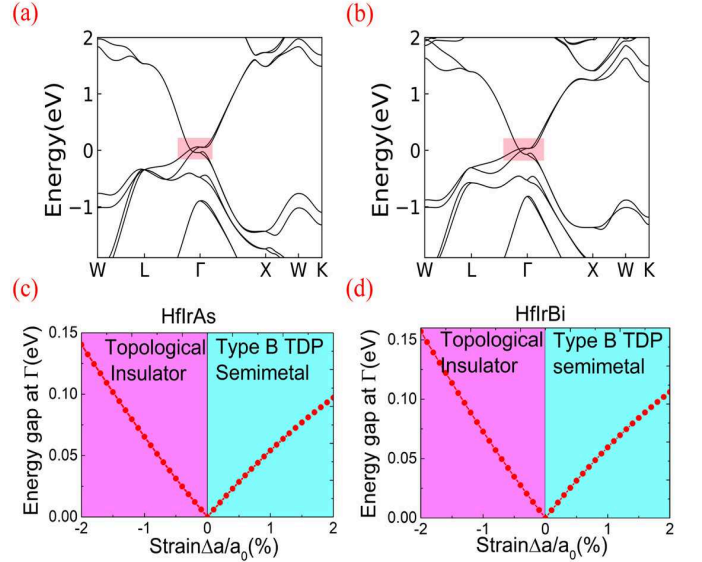 (a)
(b)
2
1
0
−1
Energy(eV)
W L Γ X W K
2
1
0
−1
Energy(eV)
W L Γ X W K
(c)
HfIrAs
0.15
0.10
0.05
0.00
Energy gap at Γ(eV)
Topological
Insulator
Type B TDP
Semimetal
-2 -1 0 1 2
StrainΔa/a0(%)
(d)
HfIrBi
0.15
0.10
0.05
0.00
Energy gap at Γ(eV)
Topological
Insulator
Type B TDP
semimetal
-2 -1 0 1 2
StrainΔa/a0(%)